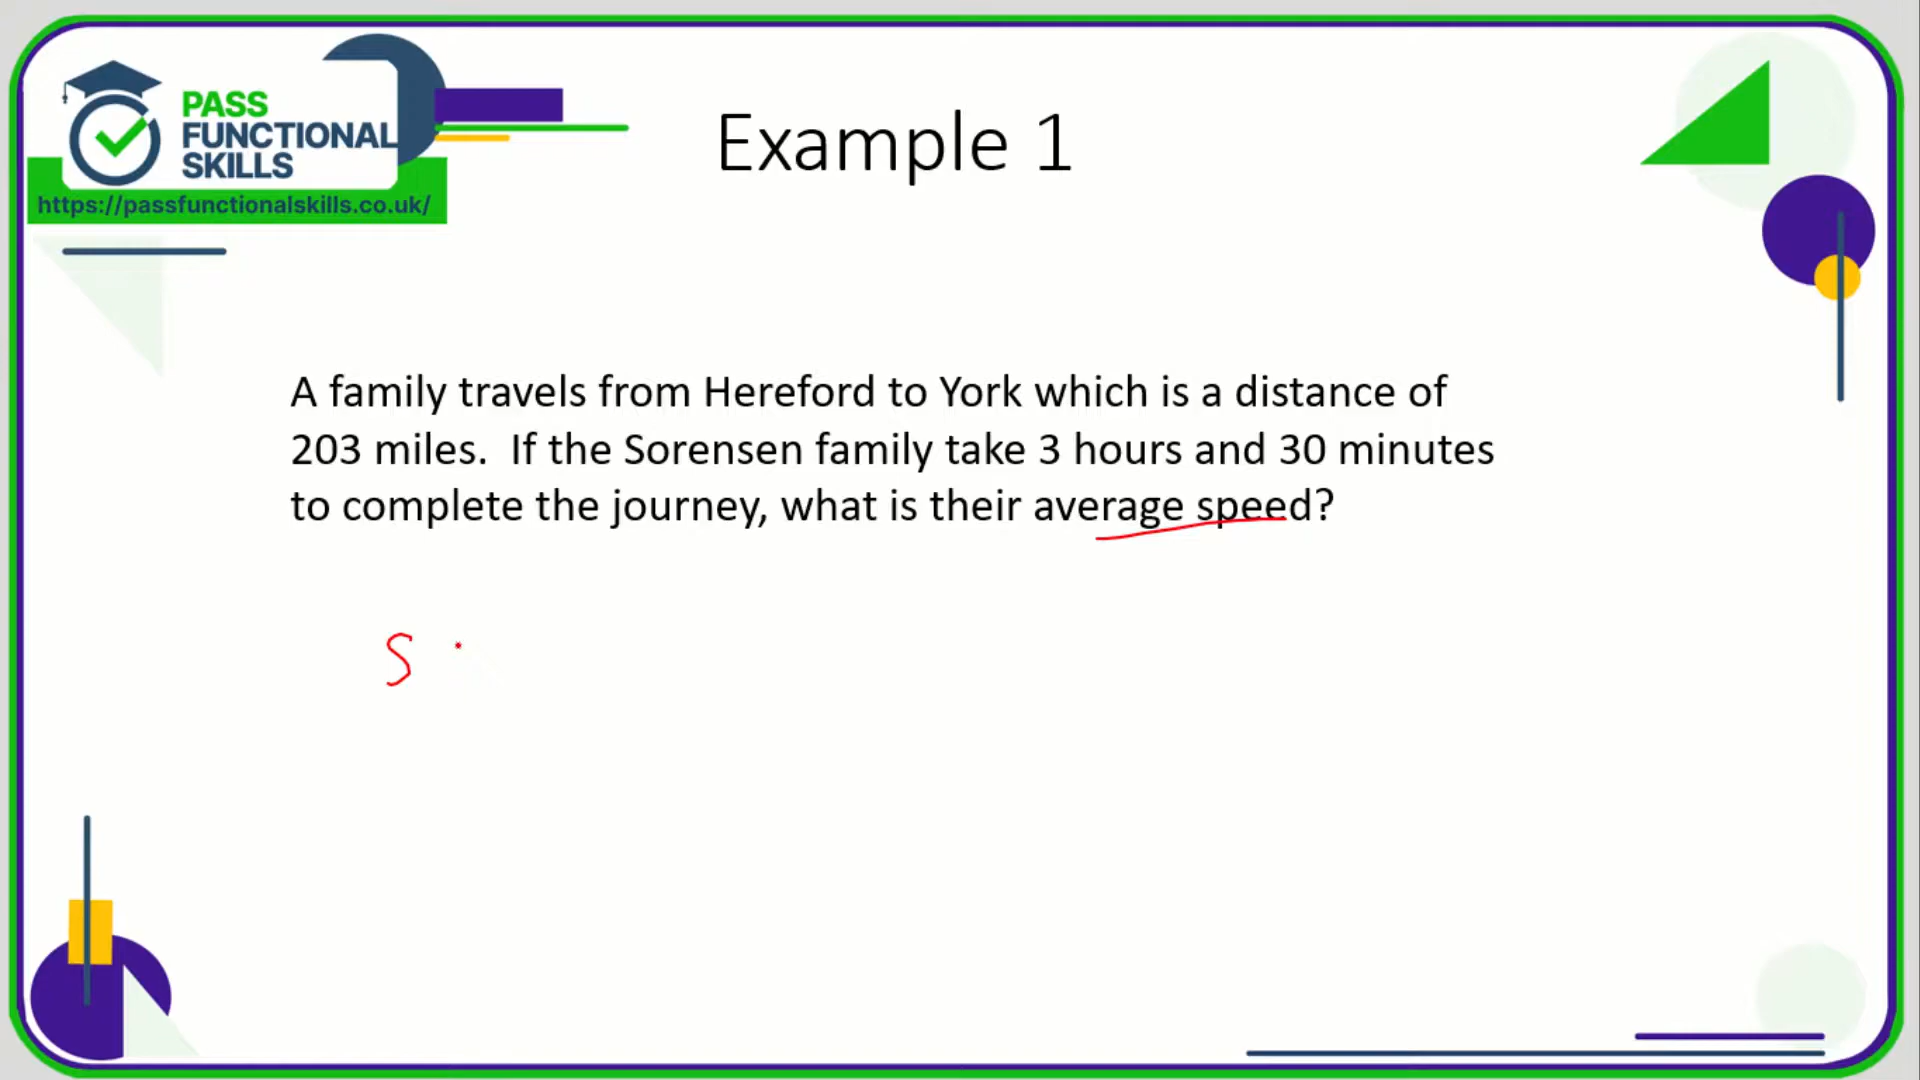 PASS
FUNCTIONAL
SKILLS
https://passfunctionalskills.co.uk/
Example 1
A family travels from Hereford to York which is a distance of
203 miles.  If the Sorensen family take 3 hours and 30 minutes
to complete the journey, what is their average speed?
S